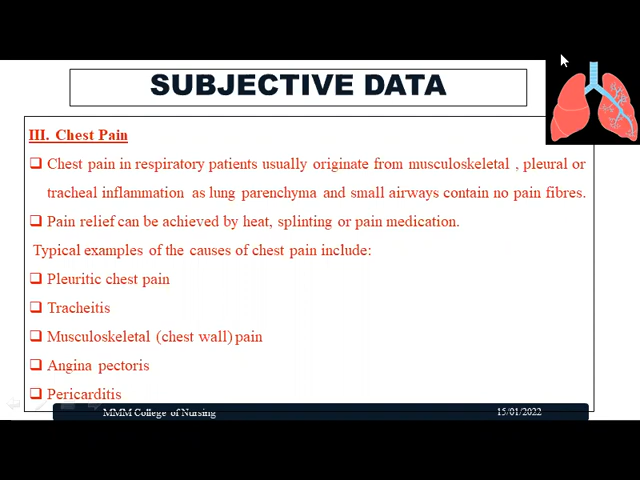 SUBJECTIVE DATA
III. Chest Pain
Chest pain in respiratory patients usually originate from musculoskeletal , pleural or
tracheal inflammation as lung parenchyma and small airways contain no pain fibres.
Pain relief can be achieved by heat, splinting or pain medication.
Typical examples of the causes of chest pain include:
Pleuritic chest pain
Tracheitis
Musculoskeletal (chest wall) pain
Angina pectoris
Pericarditis
MMM College of Nursing
15/01/2022